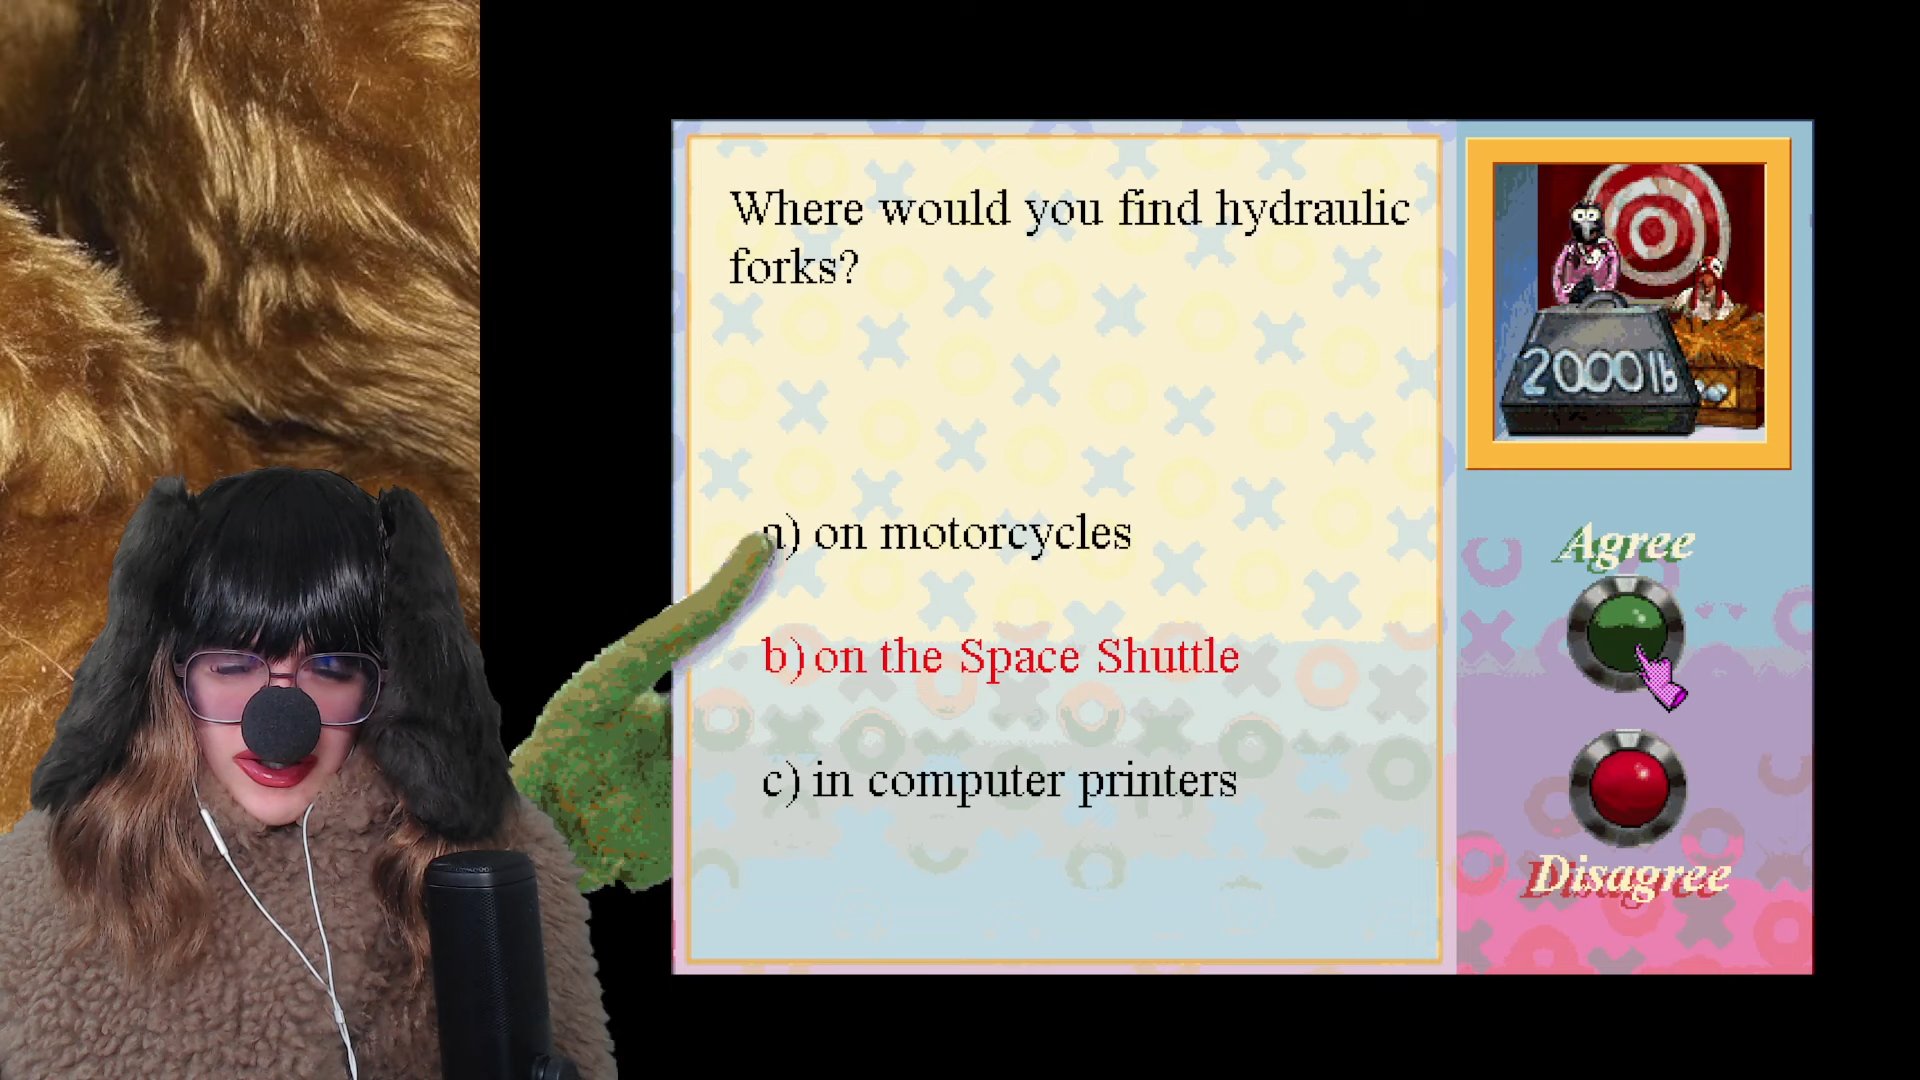 Where would you find hydraulic
forks?
a) on motorcycles
b) on the Space Shuttle
c) in computer printers
2000 lb
Agree
Disagree